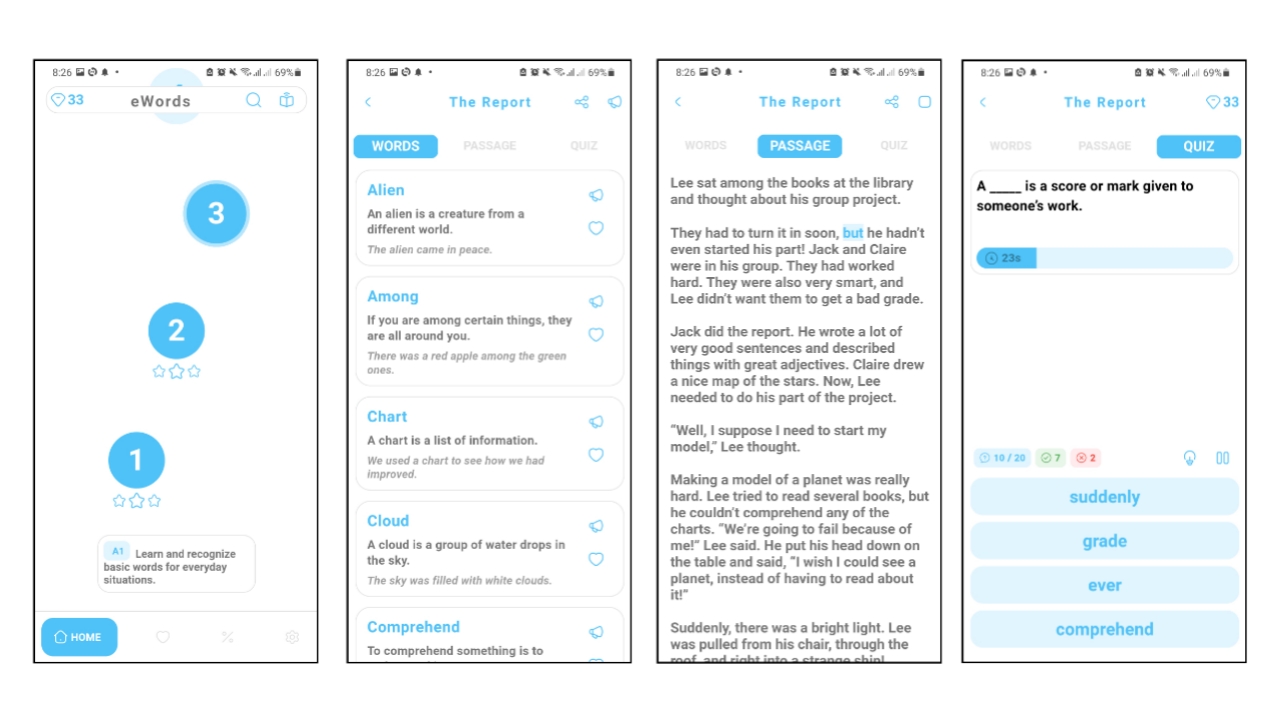 8:26 69%
33 eWords
3
2
1
A1 Learn and recognize
basic words for everyday
situations.
HOME
8:26 69%
The Report
WORDS PASSAGE QUIZ
Alien
An alien is a creature from a
different world.
The alien came in peace.
Among
If you are among certain things, they
are all around you.
There was a red apple among the green
ones.
Chart
A chart is a list of information.
We used a chart to see how we had
improved.
Cloud
A cloud is a group of water drops in
the sky.
The sky was filled with white clouds.
Comprehend
To comprehend something is to
8:26 69%
The Report
WORDS PASSAGE QUIZ
Lee sat among the books at the library
and thought about his group project.
They had to turn it in soon, but he hadn't
even started his part! Jack and Claire
were in his group. They had worked
hard. They were also very smart, and
Lee didn't want them to get a bad grade.
Jack did the report. He wrote a lot of
very good sentences and described
things with great adjectives. Claire drew
a nice map of the stars. Now, Lee
needed to do his part of the project.
“Well, I suppose I need to start my
model,” Lee thought.
Making a model of a planet was really
hard. Lee tried to read several books, but
he couldn't comprehend any of the
charts. “We're going to fail because of
me!” Lee said. He put his head down on
the table and said, “I wish I could see a
planet, instead of having to read about
it!”
Suddenly, there was a bright light. Lee
was pulled from his chair, through the
roof, and right into a strange ship!
8:26 69%
The Report 33
WORDS PASSAGE QUIZ
A ____ is a score or mark given to
someone's work.
23s
10 / 20 7 2
suddenly
grade
ever
comprehend